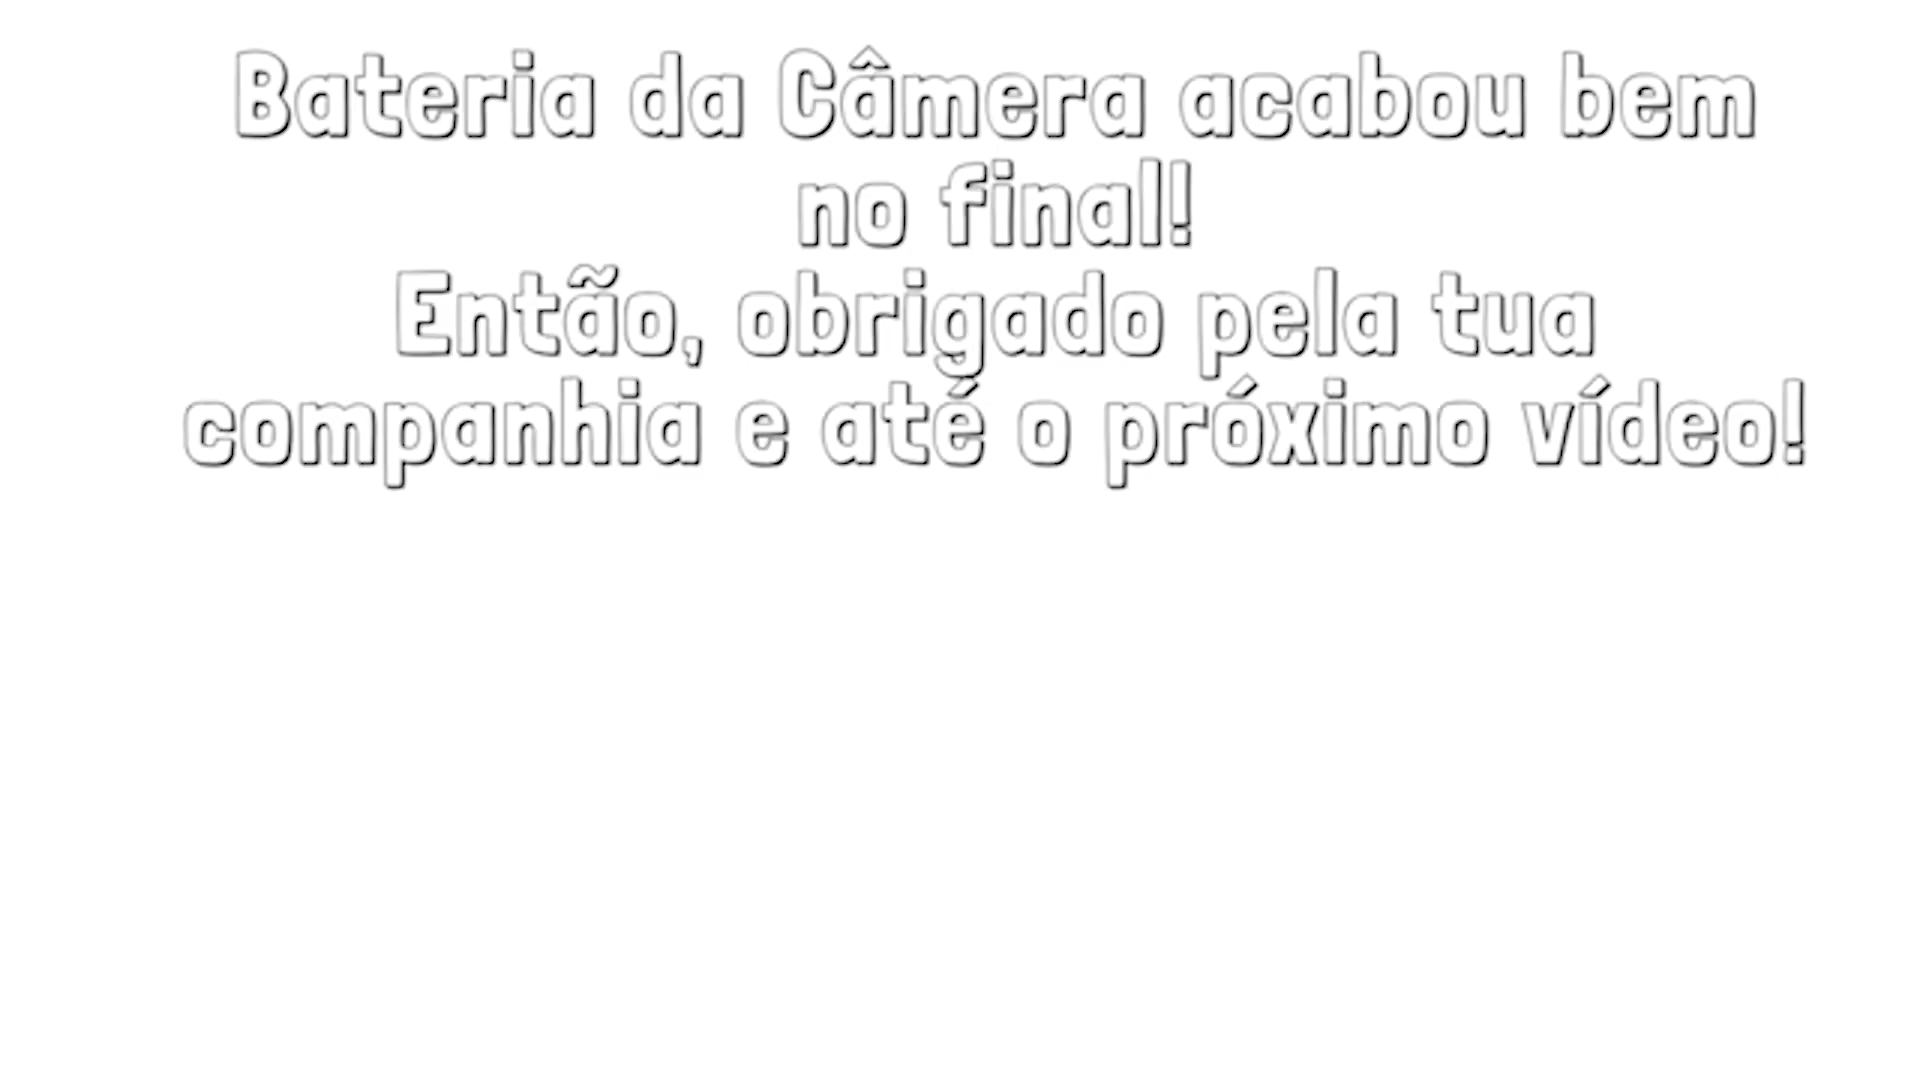 Bateria da Câmera acabou bem
no final!
Então, obrigado pela tua
companhia e até o próximo vídeo!